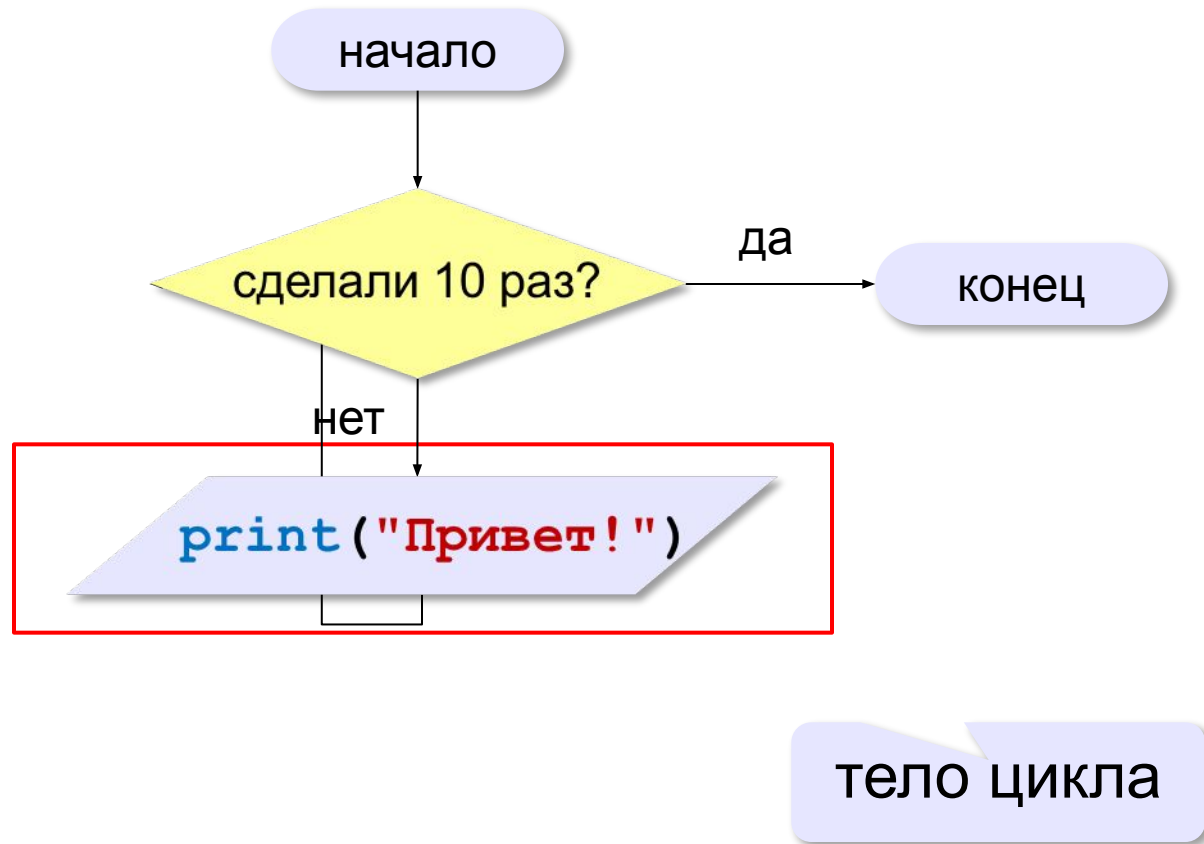 начало
сделали 10 раз?
да
конец
нет
print("Привет!")
тело цикла